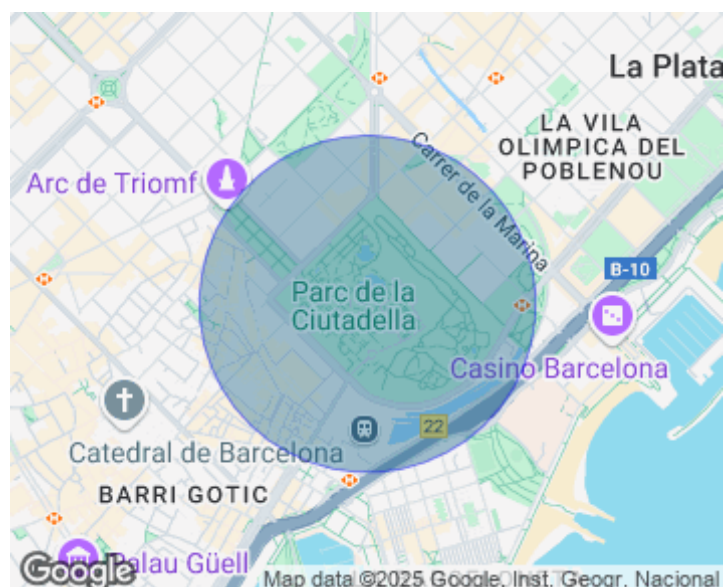 La Plata
LA VILA
OLIMPICA DEL
POBLENOU
Carrer de la Marina
Arc de Triomf
B-10
Parc de la
Ciutadella
Casino Barcelona
22
Catedral de Barcelona
BARRI GOTIC
Palau Güell
Google
Map data ©2025 Google, Inst. Geogr. Nacional